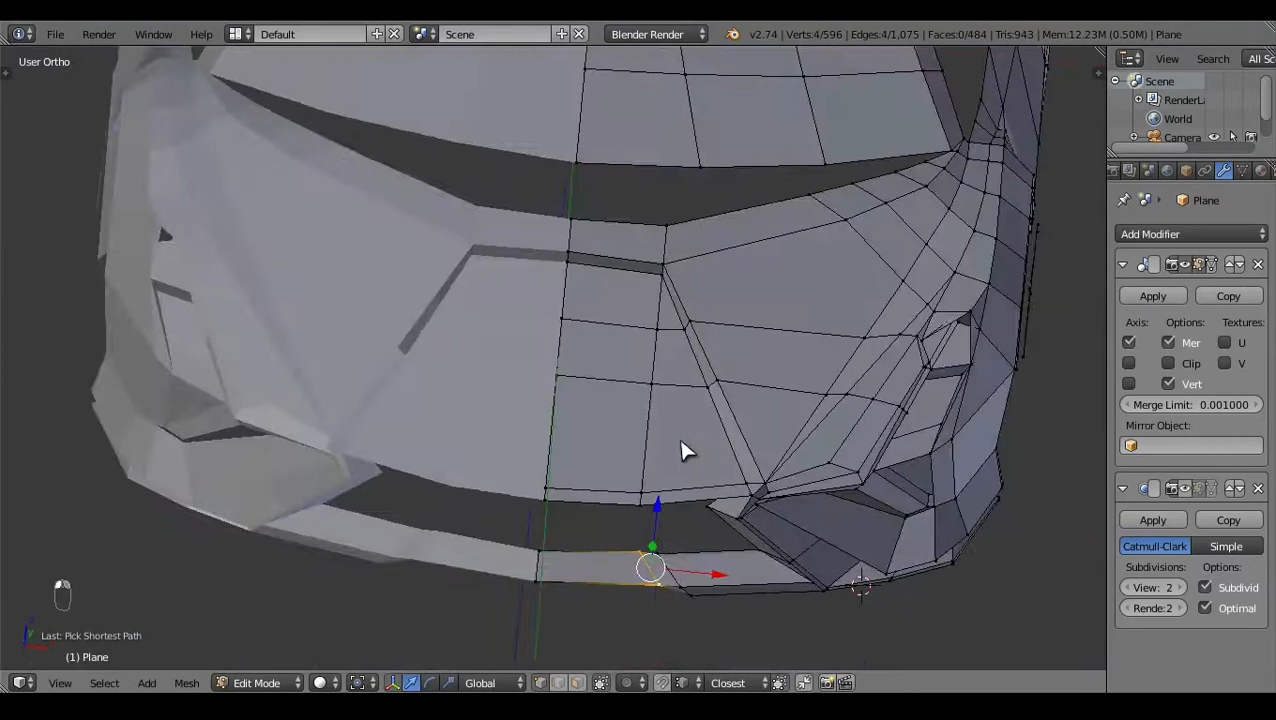 File Render Window Help Default Scene Blender Render v2.74 | Verts:4/596 | Edges:4/1,075 | Faces:0/484 | Tris:943 | Mem:12.23M (0.50M) | Plane
View Search All Sc
User Ortho
Scene
RenderLa
World
Camera
Plane
Add Modifier
Apply Copy
Axis: Options: Textures:
Mer U
Clip V
Vert
Merge Limit: 0.001000
Mirror Object:
Apply Copy
Catmull-Clark Simple
Subdivisions: Options:
View: 2 Subdivid
Rende:2 Optimal
Last: Pick Shortest Path
(1) Plane
View Select Add Mesh Edit Mode Global Closest